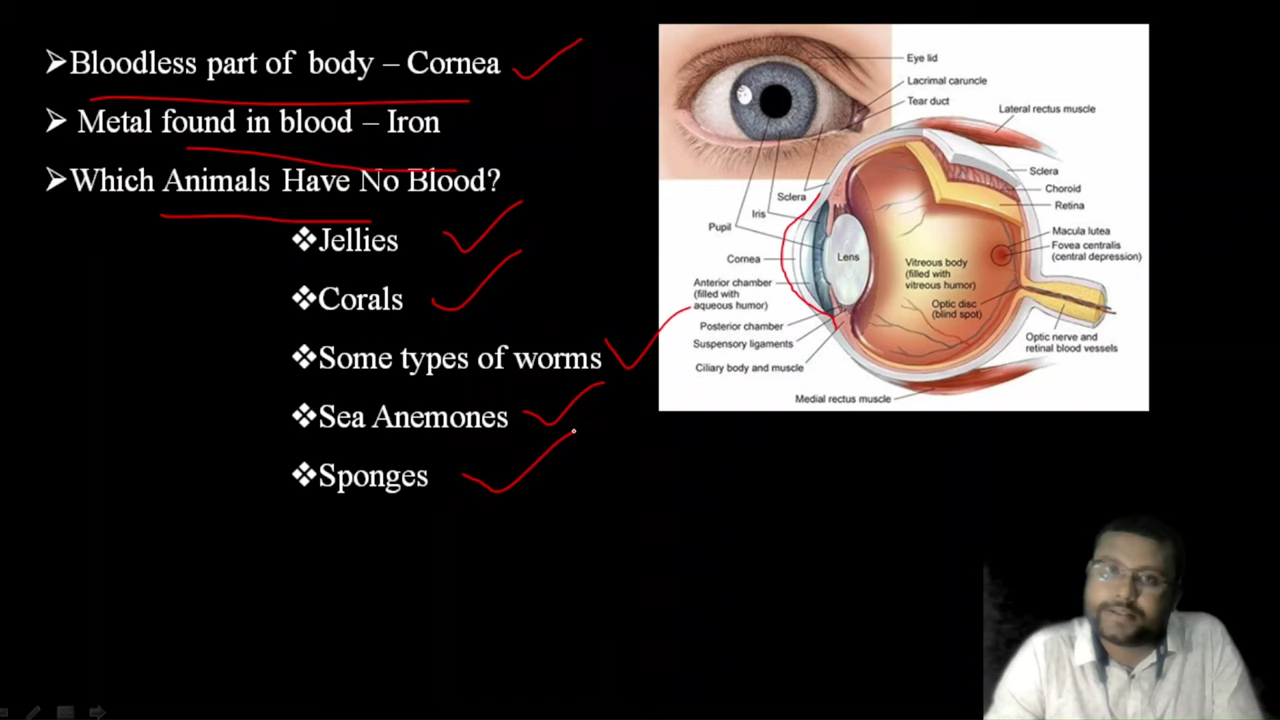 ➢Bloodless part of body – Cornea
➢ Metal found in blood – Iron
➢Which Animals Have No Blood?
❖Jellies
❖Corals
❖Some types of worms
❖Sea Anemones
❖Sponges
Eye lid
Lacrimal caruncle
Tear duct
Lateral rectus muscle
Sclera
Choroid
Retina
Sclera
Iris
Pupil
Macula lutea
Fovea centralis
(central depression)
Cornea
Lens
Vitreous body
(filled with
vitreous humor)
Anterior chamber
(filled with
aqueous humor)
Optic disc
(blind spot)
Posterior chamber
Suspensory ligaments
Optic nerve and
retinal blood vessels
Ciliary body and muscle
Medial rectus muscle